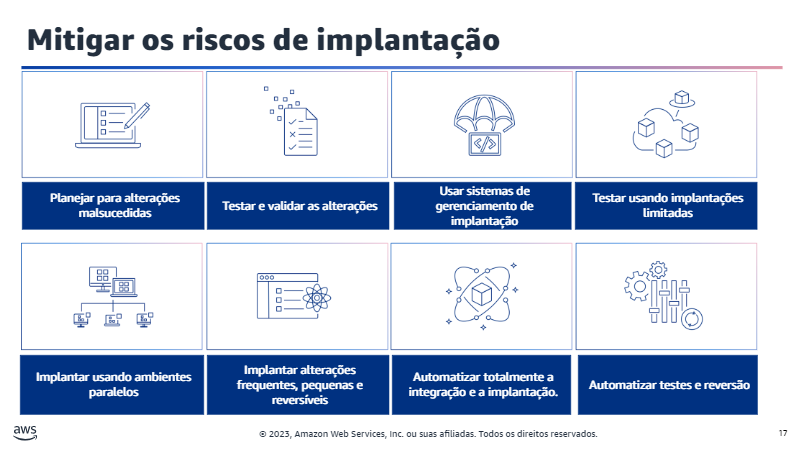 Mitigar os riscos de implantação
</>
Planejar para alterações
malsucedidas
Testar e validar as alterações
Usar sistemas de
gerenciamento de
implantação
Testar usando implantações
limitadas
Implantar usando ambientes
paralelos
Implantar alterações
frequentes, pequenas e
reversíveis
Automatizar totalmente a
integração e a implantação.
Automatizar testes e reversão
aws
© 2023, Amazon Web Services, Inc. ou suas afiliadas. Todos os direitos reservados.
17